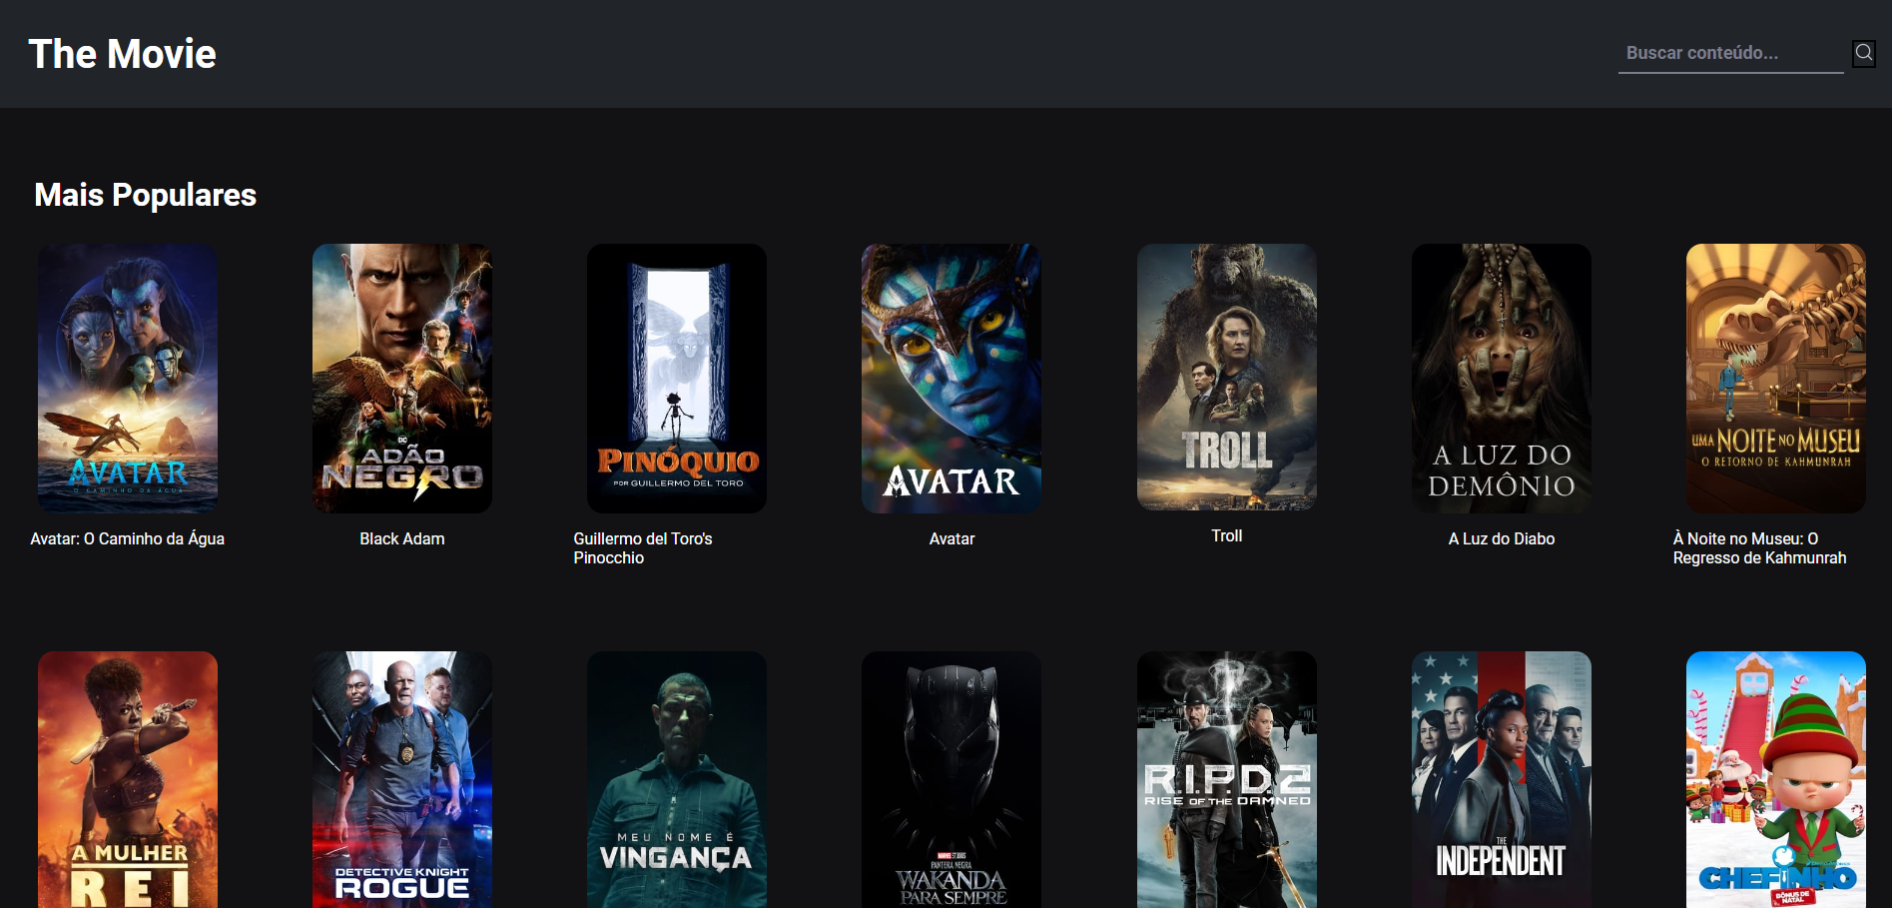 The Movie
Buscar conteúdo...
Mais Populares
AVATAR
O CAMINHO DA ÁGUA
DC
ADÃO
NEGRO
PINÓQUIO
POR GUILLERMO DEL TORO
AVATAR
TROLL
A LUZ DO
DEMÔNIO
UMA NOITE NO MUSEU
O RETORNO DE KAHMUNRAH
Avatar: O Caminho da Água
Black Adam
Guillermo del Toro's
Pinocchio
Avatar
Troll
A Luz do Diabo
À Noite no Museu: O
Regresso de Kahmunrah
A MULHER
REI
DETECTIVE KNIGHT
ROGUE
MEU NOME É
VINGANÇA
MARVEL STUDIOS
PANTERA NEGRA
WAKANDA
PARA SEMPRE
R.I.P.D.2
RISE OF THE DAMNED
THE
INDEPENDENT
CHEFINHO
BÔNUS DE
NATAL